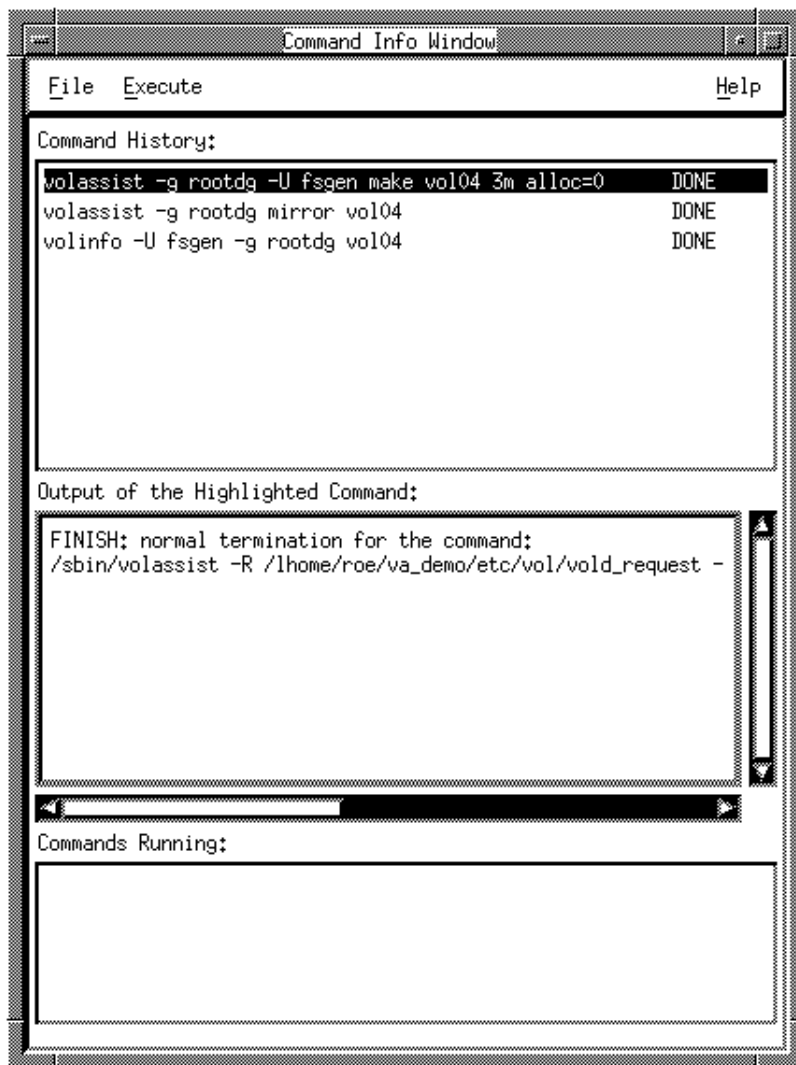 Command Info Window
File Execute Help
Command History:
volassist -g rootdg -U fsgen make vol04 3m alloc=0 DONE
volassist -g rootdg mirror vol04 DONE
volinfo -U fsgen -g rootdg vol04 DONE
Output of the Highlighted Command:
FINISH: normal termination for the command:
/sbin/volassist -R /lhome/roe/va_demo/etc/vol/vold_request -
Commands Running: